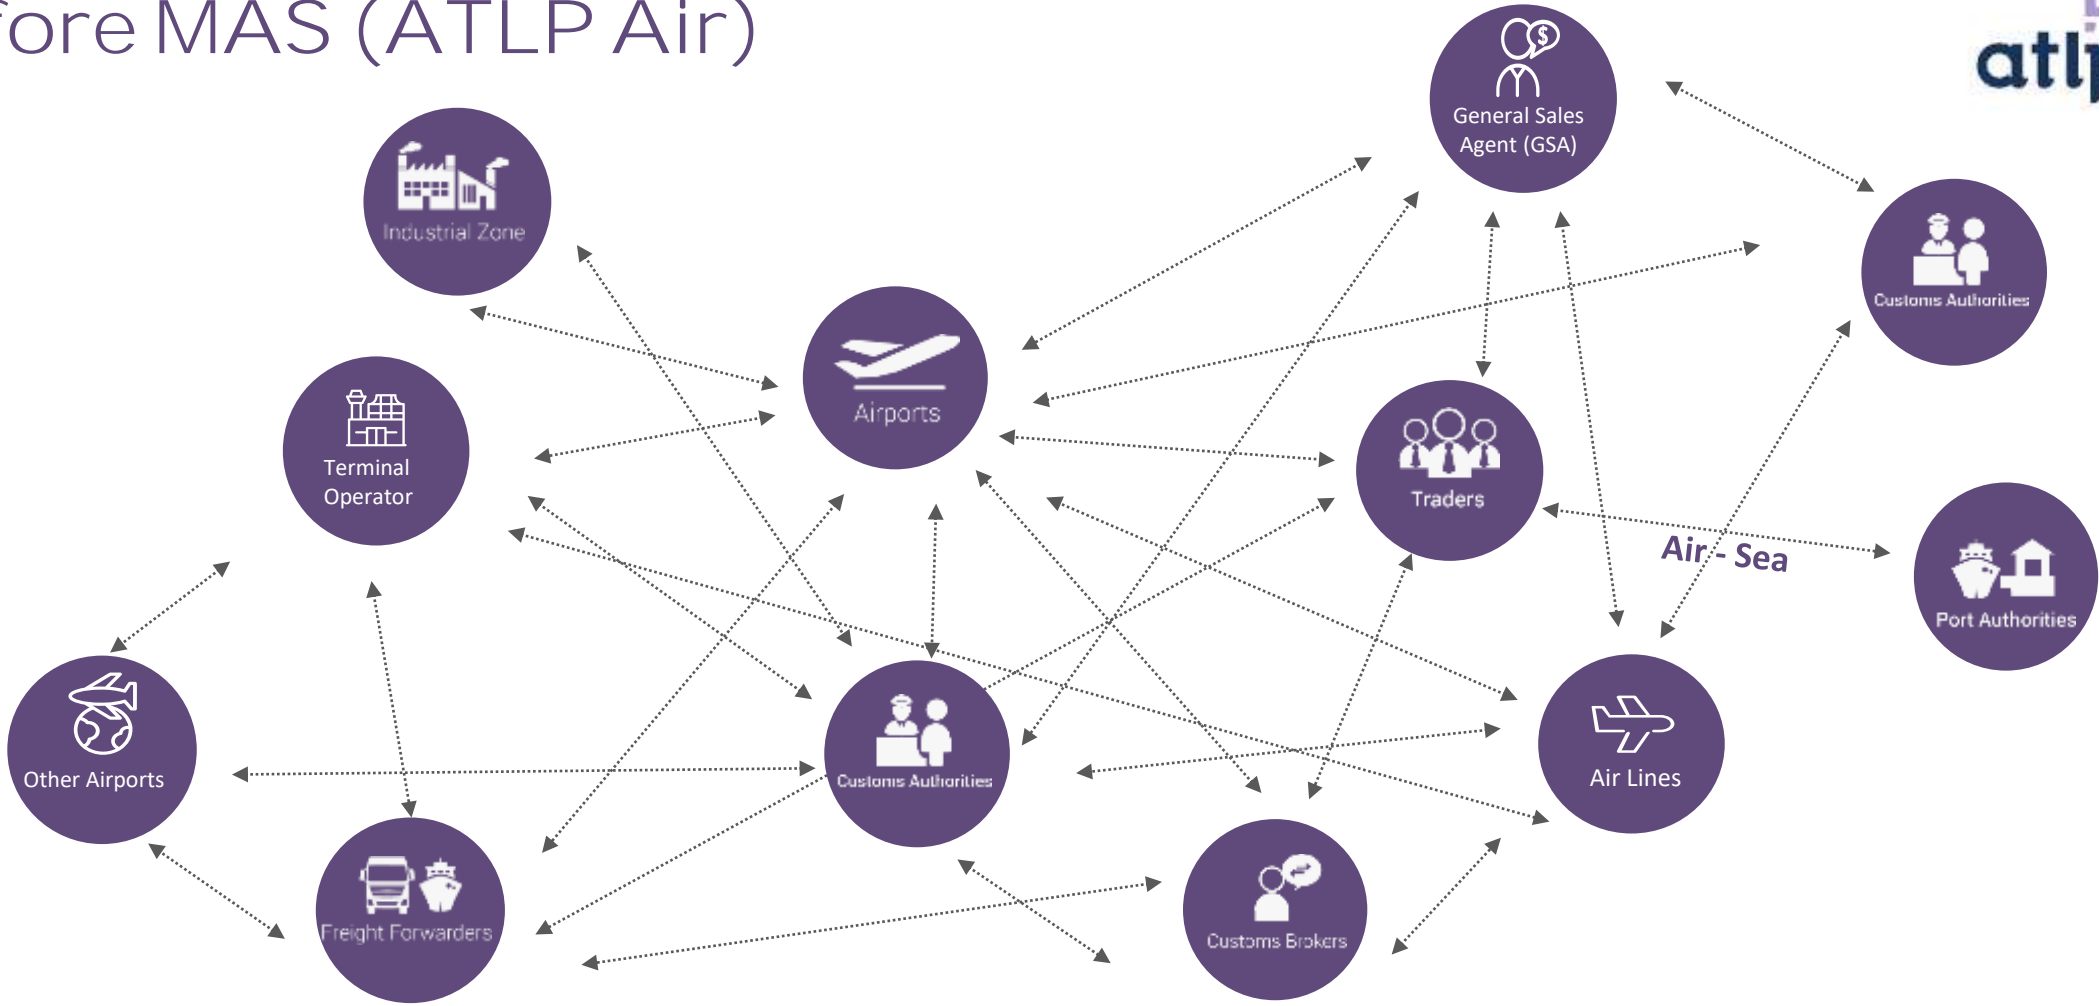 fore MAS (ATLP Air)
atlp
General Sales
Agent (GSA)
Industrial Zone
Customs Authorities
Airports
Terminal
Operator
Traders
Air - Sea
Port Authorities
Other Airports
Customs Authorities
Air Lines
Freight Forwarders
Customs Brokers